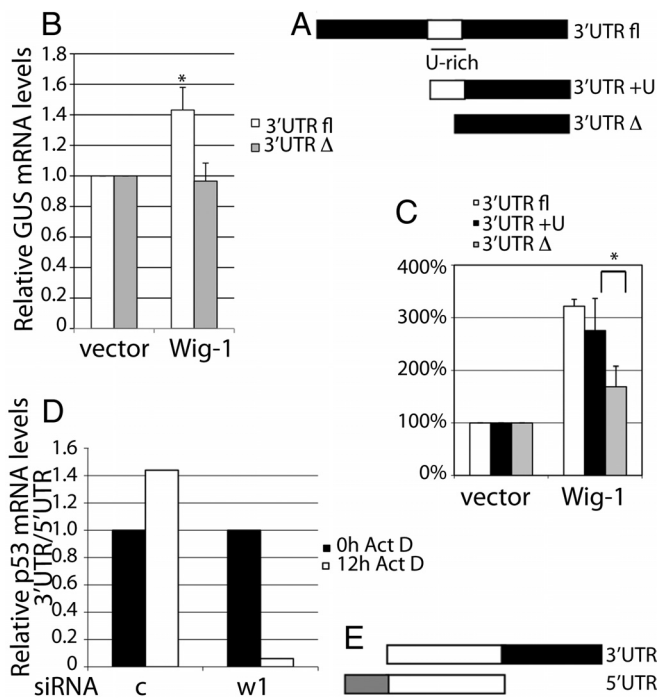 B
Relative GUS mRNA levels
1.8
1.6
1.4
1.2
1.0
0.8
0.6
0.4
0.2
0
*
vector Wig-1
3′UTR fl
3′UTR Δ
A
3′UTR fl
U-rich
3′UTR +U
3′UTR Δ
C
3′UTR fl
3′UTR +U
3′UTR Δ
400%
300%
200%
100%
0%
*
vector Wig-1
D
Relative p53 mRNA levels
3′UTR/5′UTR
1.6
1.4
1.2
1.0
0.8
0.6
0.4
0.2
0
0h Act D
12h Act D
siRNA c w1
E
3′UTR
5′UTR